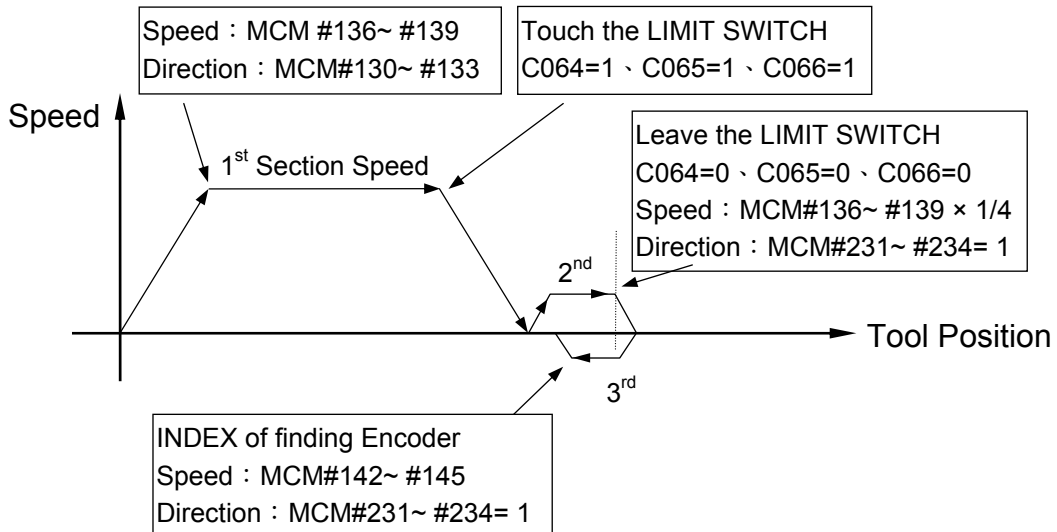 Speed：MCM #136~ #139
Direction：MCM#130~ #133
Touch the LIMIT SWITCH
C064=1、C065=1、C066=1
Speed
1st Section Speed
Leave the LIMIT SWITCH
C064=0、C065=0、C066=0
Speed：MCM#136~ #139 × 1/4
Direction：MCM#231~ #234= 1
2nd
Tool Position
3rd
INDEX of finding Encoder
Speed：MCM#142~ #145
Direction：MCM#231~ #234= 1